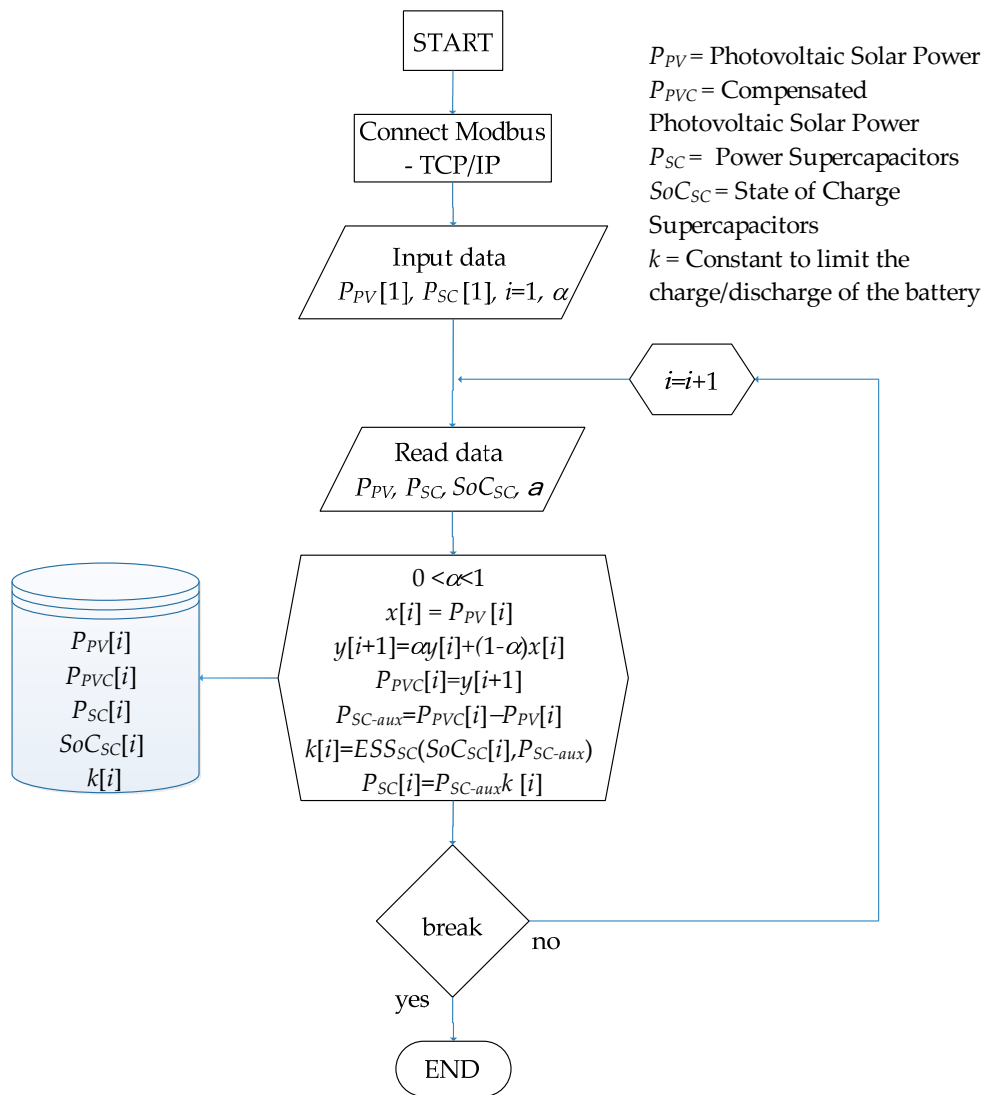 START
Connect Modbus
- TCP/IP
Input data
P_PV[1], P_SC[1], i=1, α
P_PV = Photovoltaic Solar Power
P_PVC = Compensated
Photovoltaic Solar Power
P_SC = Power Supercapacitors
SoC_SC = State of Charge
Supercapacitors
k = Constant to limit the
charge/discharge of the battery
i=i+1
Read data
P_PV, P_SC, SoC_SC, a
0 <α<1
x[i] = P_PV [i]
y[i+1]=αy[i]+(1-α)x[i]
P_PVC[i]=y[i+1]
P_SC-aux=P_PVC[i]−P_PV[i]
k[i]=ESS_SC(SoC_SC[i],P_SC-aux)
P_SC[i]=P_SC-auxk [i]
P_PV[i]
P_PVC[i]
P_SC[i]
SoC_SC[i]
k[i]
break
no
yes
END